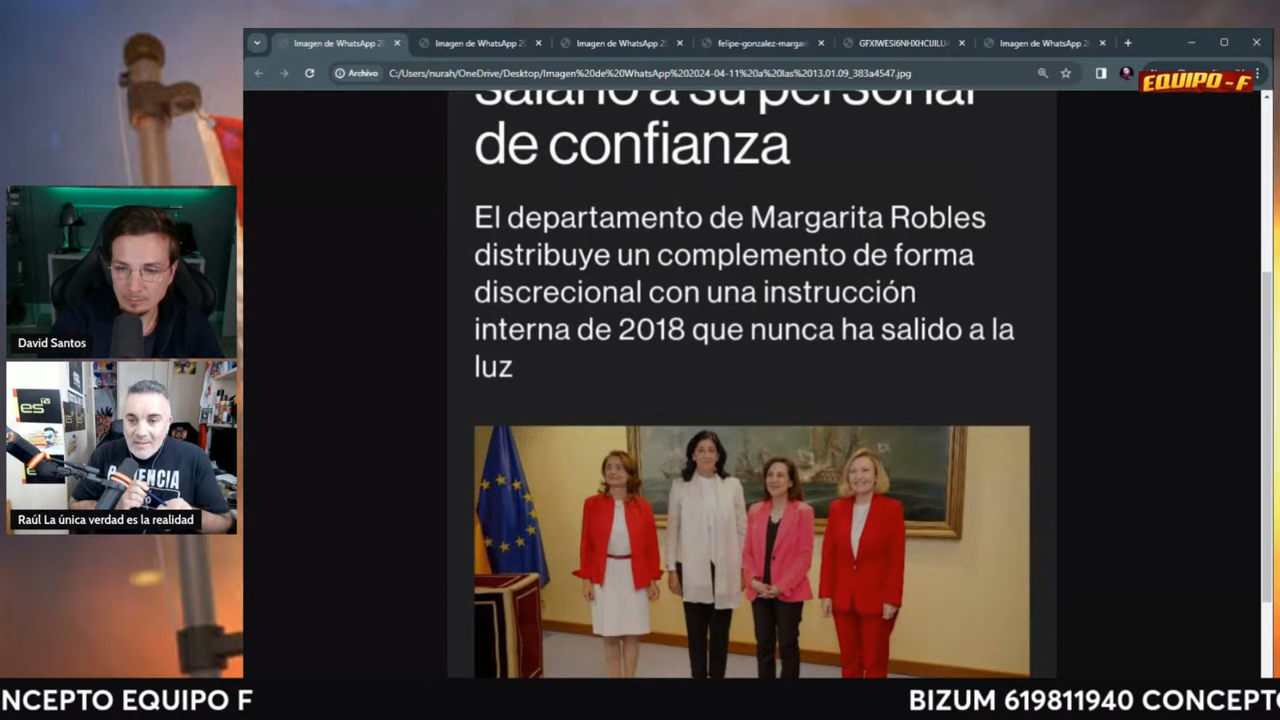 Imagen de WhatsApp 2
Imagen de WhatsApp 2
Imagen de WhatsApp 2
felipe-gonzalez-margar
Imagen de WhatsApp 2
Archivo
C:/Users/nurah/OneDrive/Desktop/Imagen%20de%20WhatsApp%202024-04-11%20a%20las%2013.01.09_383a4547.jpg
EQUIPO-F
salario a su personal
de confianza
El departamento de Margarita Robles
distribuye un complemento de forma
discrecional con una instrucción
interna de 2018 que nunca ha salido a la
luz
David Santos
es
Raúl La única verdad es la realidad
NCEPTO EQUIPO F
BIZUM 619811940 CONCEPTO